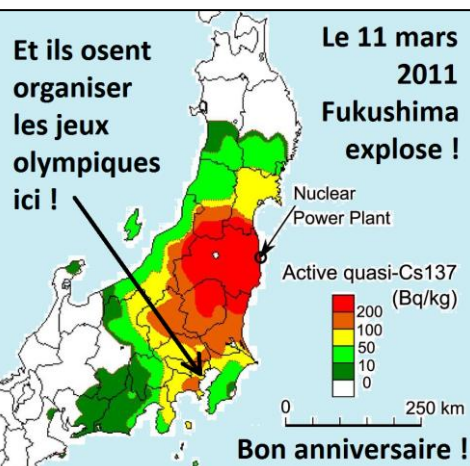 Et ils osent
organiser
les jeux
olympiques
ici !
Le 11 mars
2011
Fukushima
explose !
Nuclear
Power Plant
Active quasi-Cs137
(Bq/kg)
200
100
50
10
0
0 250 km
Bon anniversaire !